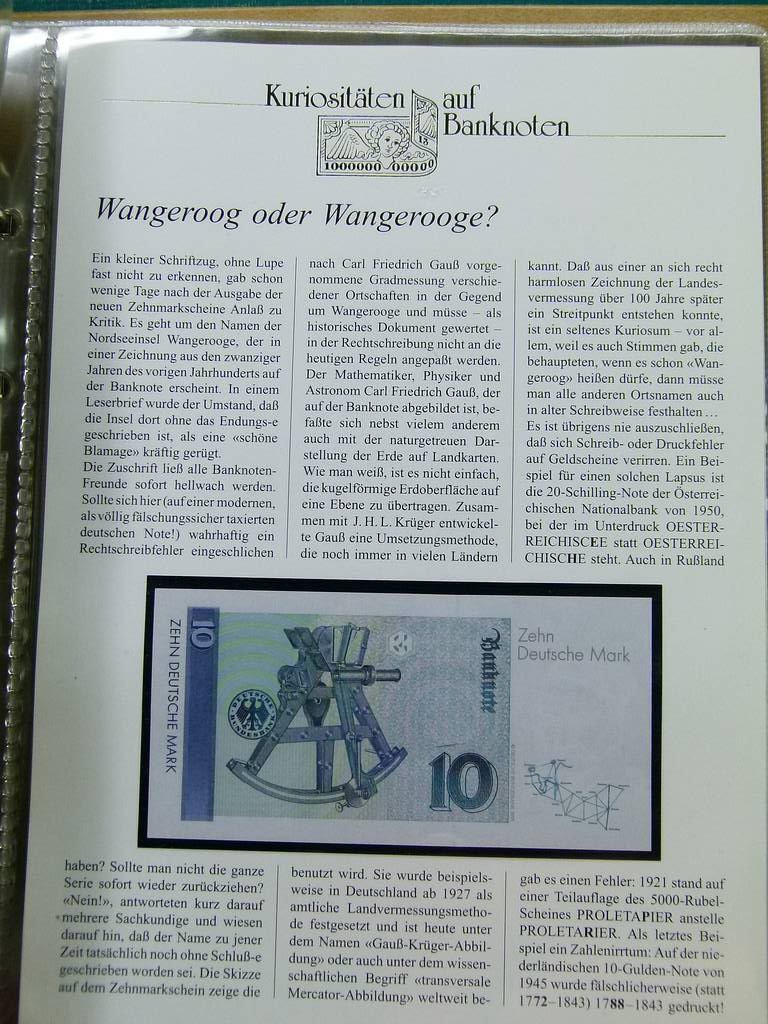 Kuriositäten auf
Banknoten
13
1000000 00000
Wangeroog oder Wangerooge?
Ein kleiner Schriftzug, ohne Lupe
fast nicht zu erkennen, gab schon
wenige Tage nach der Ausgabe der
neuen Zehnmarkscheine Anlaß zu
Kritik. Es geht um den Namen der
Nordseeinsel Wangerooge, der in
einer Zeichnung aus den zwanziger
Jahren des vorigen Jahrhunderts auf
der Banknote erscheint. In einem
Leserbrief wurde der Umstand, daß
die Insel dort ohne das Endungs-e
geschrieben ist, als eine «schöne
Blamage» kräftig gerügt.
Die Zuschrift ließ alle Banknoten-
Freunde sofort hellwach werden.
Sollte sich hier (auf einer modernen,
als völlig fälschungssicher taxierten
deutschen Note!) wahrhaftig ein
Rechtschreibfehler eingeschlichen
haben? Sollte man nicht die ganze
Serie sofort wieder zurückziehen?
«Nein!», antworteten kurz darauf
mehrere Sachkundige und wiesen
darauf hin, daß der Name zu jener
Zeit tatsächlich noch ohne Schluß-e
geschrieben worden sei. Die Skizze
auf dem Zehnmarkschein zeige die
nach Carl Friedrich Gauß vorge-
nommene Gradmessung verschie-
dener Ortschaften in der Gegend
um Wangerooge und müsse – als
historisches Dokument gewertet –
in der Rechtschreibung nicht an die
heutigen Regeln angepaßt werden.
Der Mathematiker, Physiker und
Astronom Carl Friedrich Gauß, der
auf der Banknote abgebildet ist, be-
faßte sich nebst vielem anderem
auch mit der naturgetreuen Dar-
stellung der Erde auf Landkarten.
Wie man weiß, ist es nicht einfach,
die kugelförmige Erdoberfläche auf
eine Ebene zu übertragen. Zusam-
men mit J. H. L. Krüger entwickel-
te Gauß eine Umsetzungsmethode,
die noch immer in vielen Ländern
benutzt wird. Sie wurde beispiels-
weise in Deutschland ab 1927 als
amtliche Landvermessungsmetho-
de festgesetzt und ist heute unter
dem Namen «Gauß-Krüger-Abbil-
dung» oder auch unter dem wissen-
schaftlichen Begriff «transversale
Mercator-Abbildung» weltweit be-
kannt. Daß aus einer an sich recht
harmlosen Zeichnung der Landes-
vermessung über 100 Jahre später
ein Streitpunkt entstehen konnte,
ist ein seltenes Kuriosum – vor al-
lem, weil es auch Stimmen gab, die
behaupteten, wenn es schon «Wan-
geroog» heißen dürfe, dann müsse
man alle anderen Ortsnamen auch
in alter Schreibweise festhalten ...
Es ist übrigens nie auszuschließen,
daß sich Schreib- oder Druckfehler
auf Geldscheine verirren. Ein Bei-
spiel für einen solchen Lapsus ist
die 20-Schilling-Note der Österrei-
chischen Nationalbank von 1950,
bei der im Unterdruck OESTER-
REICHISCEE statt OESTERREI-
CHISCHE steht. Auch in Rußland
gab es einen Fehler: 1921 stand auf
einer Teilauflage des 5000-Rubel-
Scheines PROLETAPIER anstelle
PROLETARIER. Als letztes Bei-
spiel ein Zahlenirrtum: Auf der nie-
derländischen 10-Gulden-Note von
1945 wurde fälschlicherweise (statt
1772–1843) 1788–1843 gedruckt!
10
ZEHN DEUTSCHE MARK
DEUTSCHE BUNDESBANK
Banknote
10
Zehn
Deutsche Mark